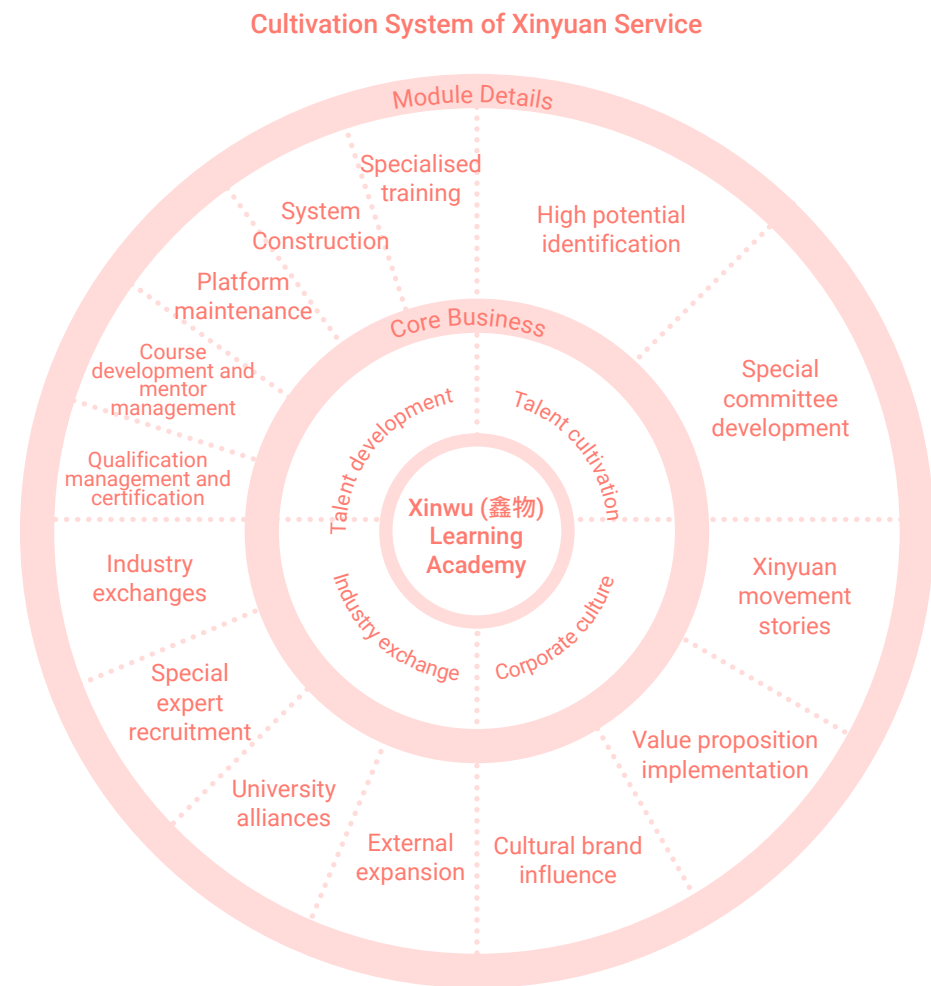 Cultivation System of Xinyuan Service
Module Details
Specialised
training
High potential
identification
System
Construction
Platform
maintenance
Core Business
Course
development and
mentor
management
Special
committee
development
Talent development
Talent cultivation
Qualification
management and
certification
Xinwu (鑫物)
Learning
Academy
Industry
exchanges
Xinyuan
movement
stories
Industry exchange
Corporate culture
Special
expert
recruitment
Value proposition
implementation
University
alliances
External
expansion
Cultural brand
influence